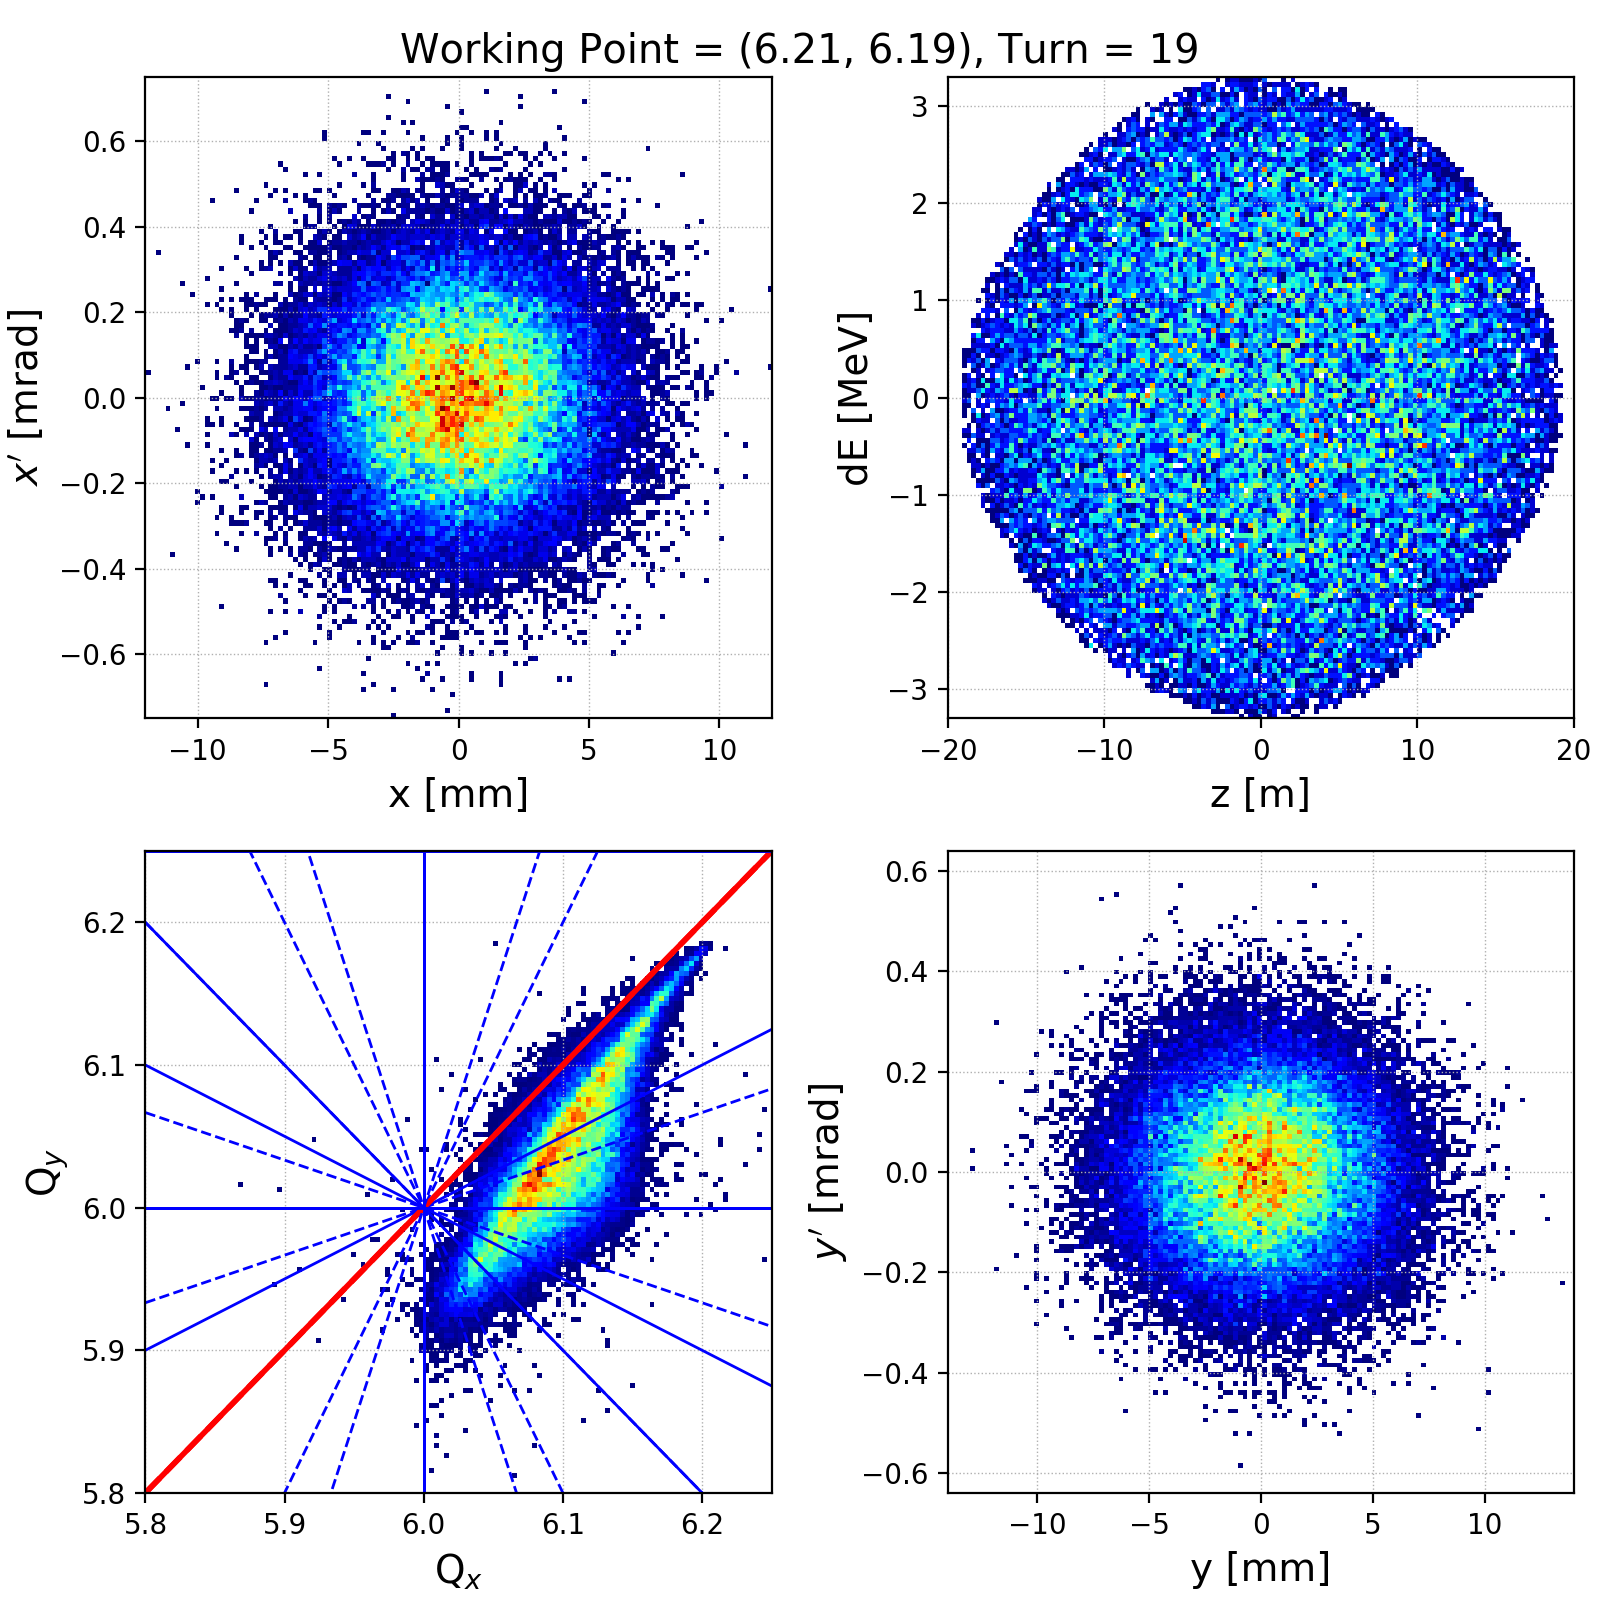 Working Point = (6.21, 6.19), Turn = 19
0.6
0.4
0.2
0.0
−0.2
−0.4
−0.6
x′ [mrad]
−10 −5 0 5 10
x [mm]
3
2
1
0
−1
−2
−3
dE [MeV]
−20 −10 0 10 20
z [m]
6.2
6.1
6.0
5.9
5.8
Qy
5.8 5.9 6.0 6.1 6.2
Qx
0.6
0.4
0.2
0.0
−0.2
−0.4
−0.6
y′ [mrad]
−10 −5 0 5 10
y [mm]